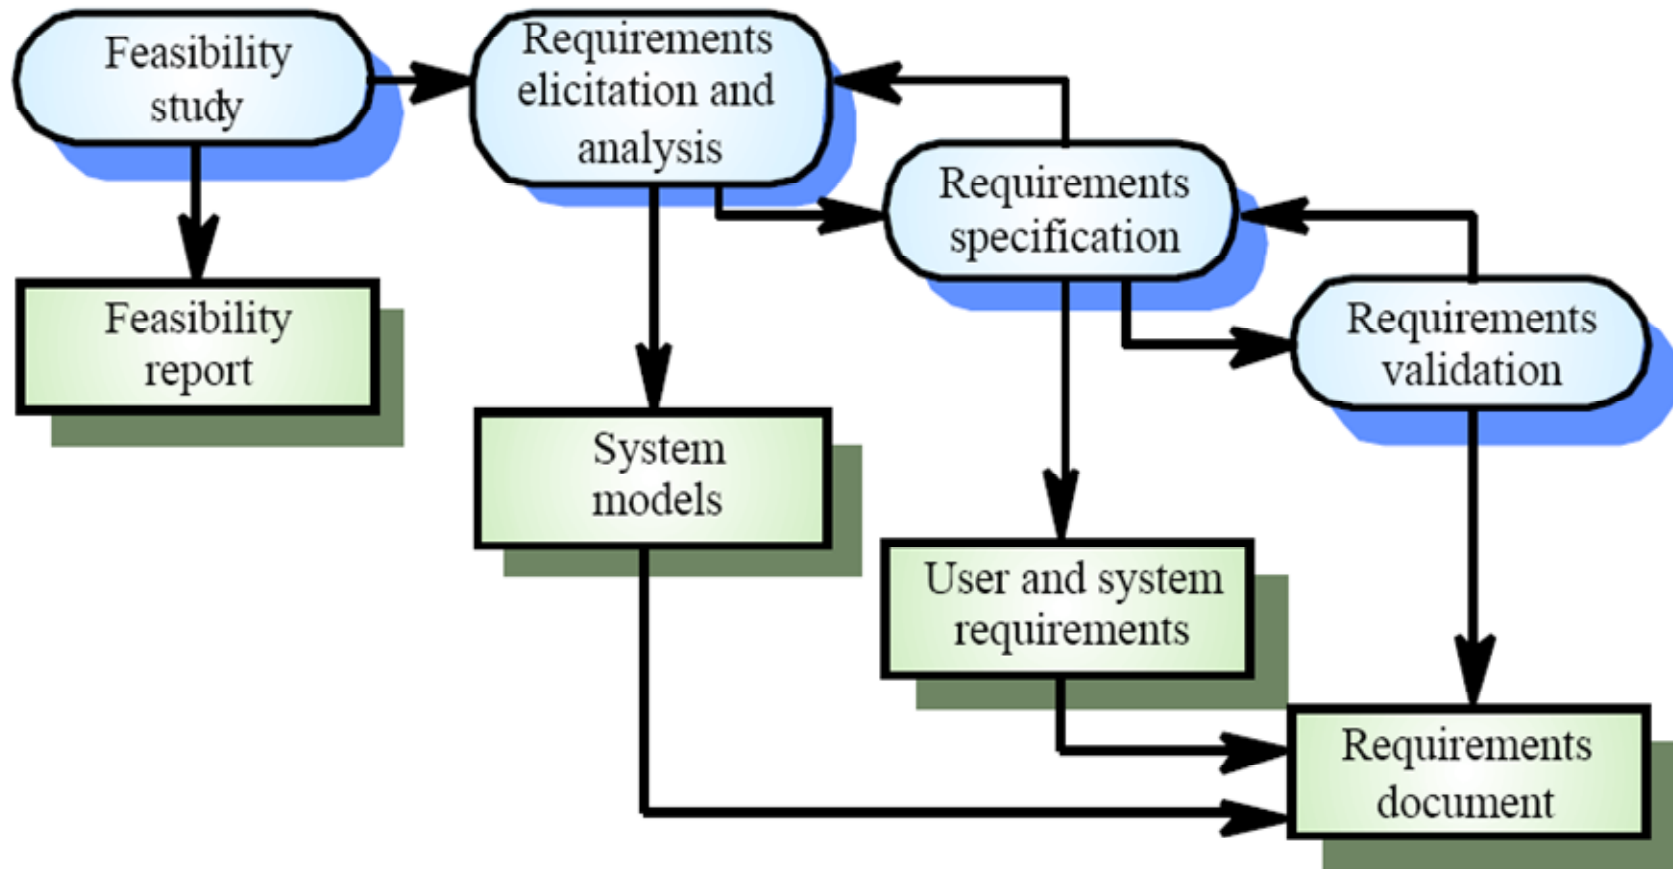 Feasibility
study
Requirements
elicitation and
analysis
Requirements
specification
Requirements
validation
Feasibility
report
System
models
User and system
requirements
Requirements
document